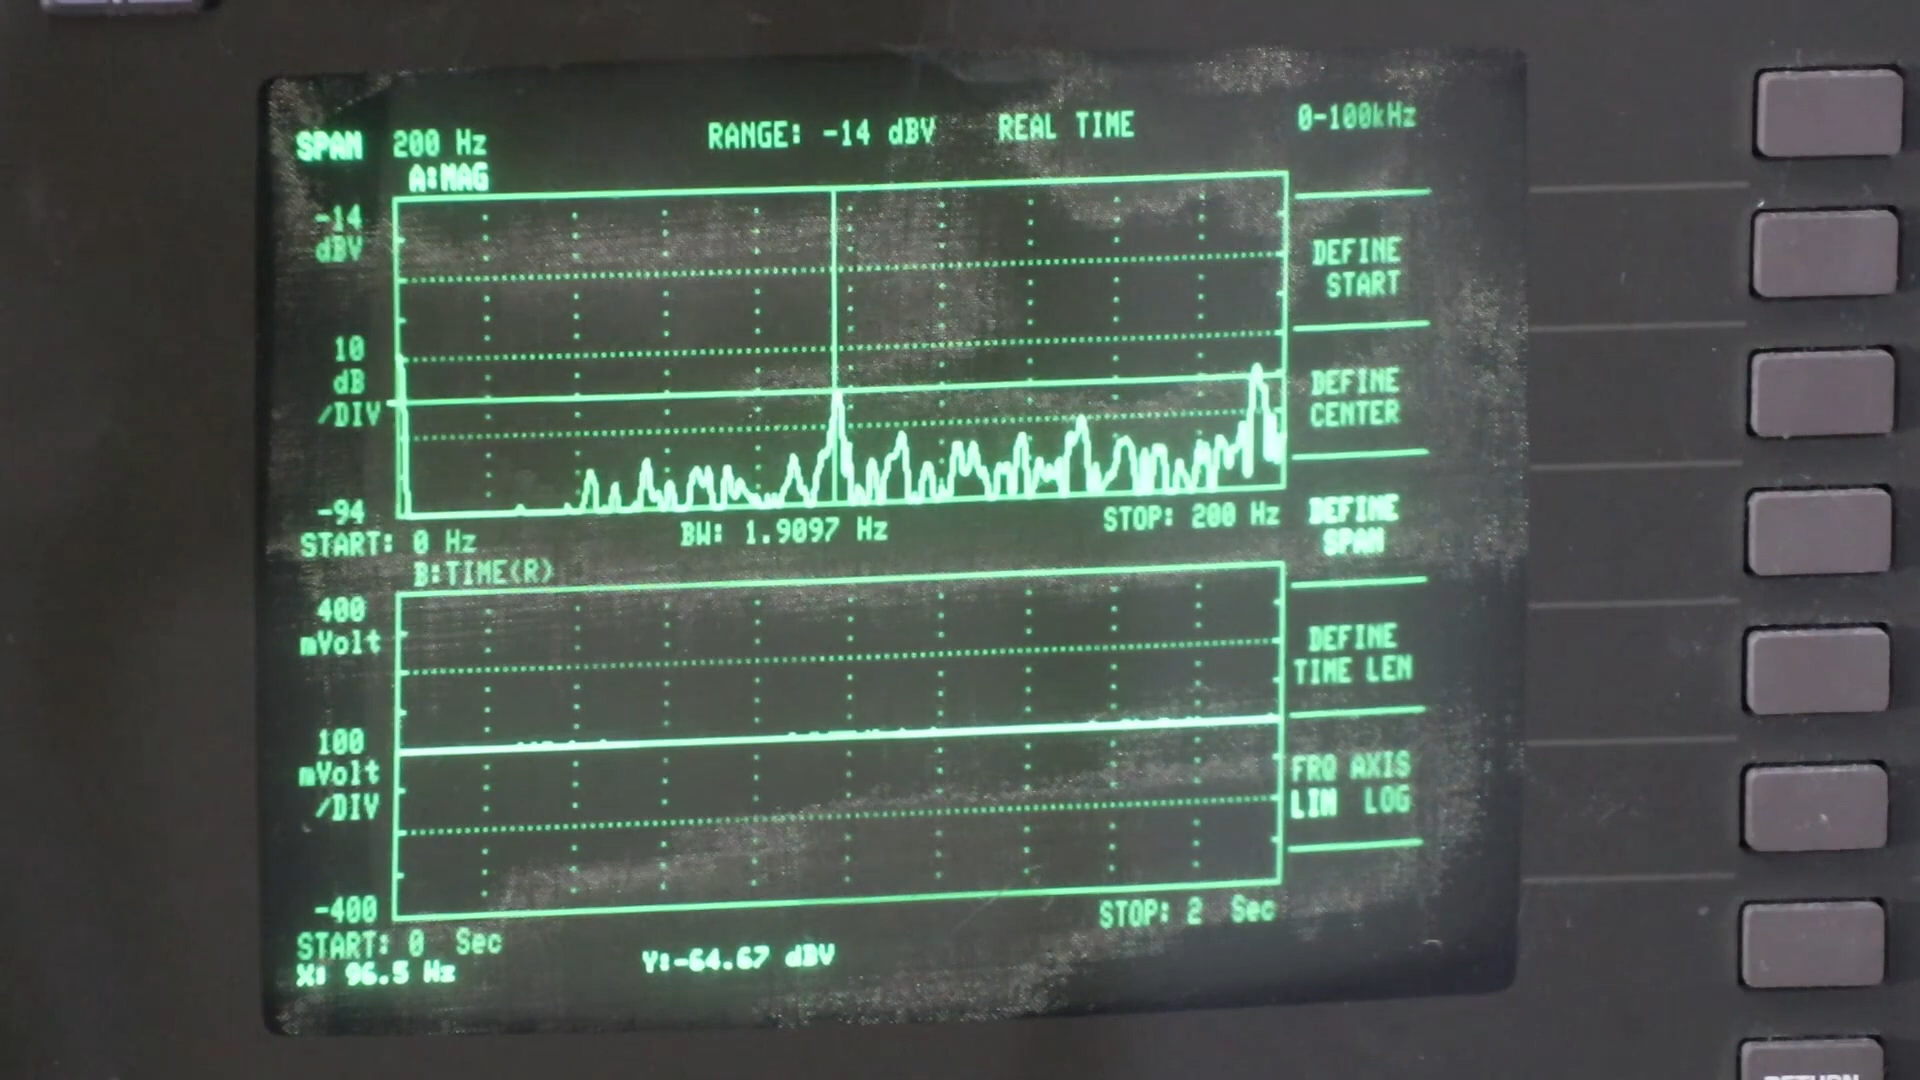 SPAN 200 Hz RANGE: -14 dBV REAL TIME 0-100kHz
A:MAG
-14
dBV
10
dB
/DIV
-94
START: 0 Hz BW: 1.9097 Hz STOP: 200 Hz
B:TIME(R)
400
mVolt
100
mVolt
/DIV
-400
START: 0 Sec STOP: 2 Sec
X: 96.5 Hz Y:-64.67 dBV
DEFINE
START
DEFINE
CENTER
DEFINE
SPAN
DEFINE
TIME LEN
FRQ AXIS
LIN LOG
RETURN